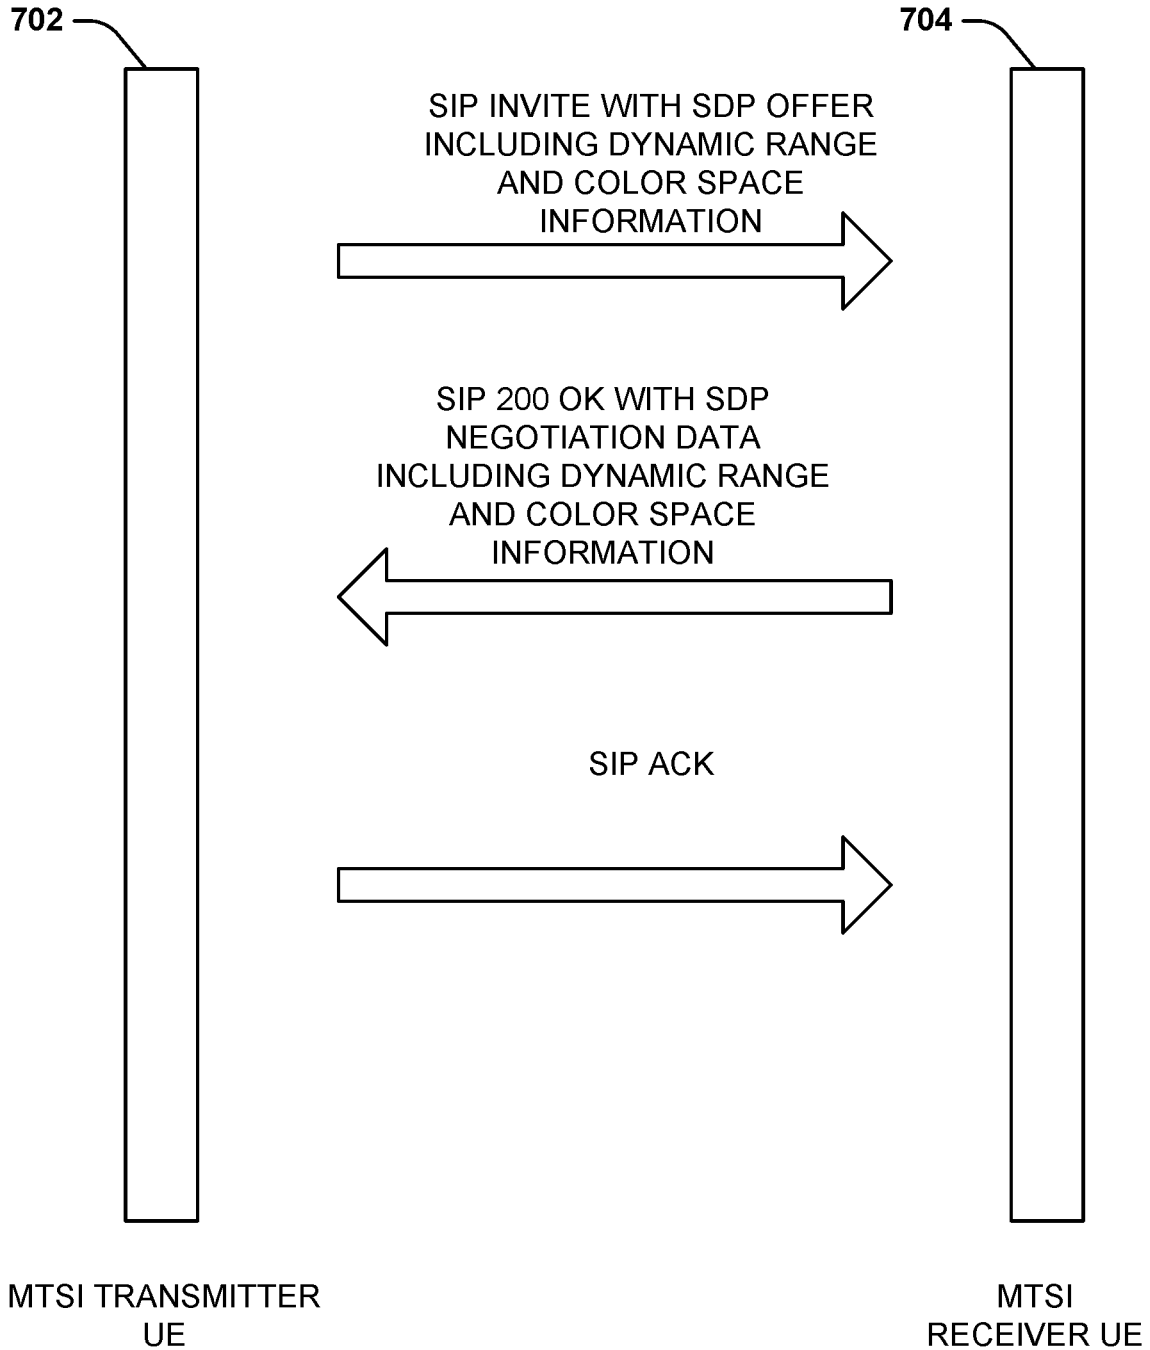 702
704
SIP INVITE WITH SDP OFFER
INCLUDING DYNAMIC RANGE
AND COLOR SPACE
INFORMATION
SIP 200 OK WITH SDP
NEGOTIATION DATA
INCLUDING DYNAMIC RANGE
AND COLOR SPACE
INFORMATION
SIP ACK
MTSI TRANSMITTER
UE
MTSI
RECEIVER UE